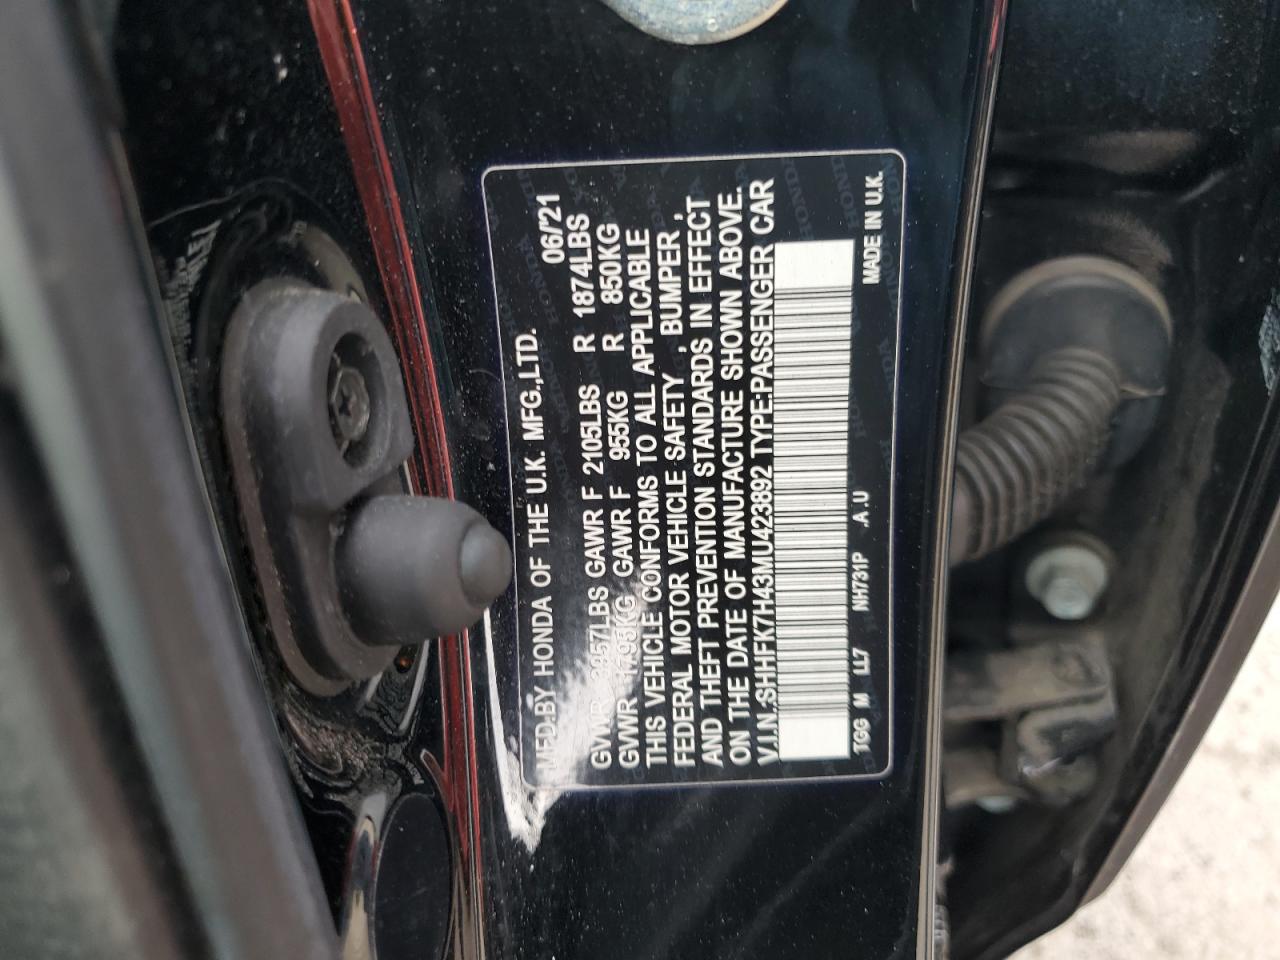 MFD.BY HONDA OF THE U.K. MFG.,LTD. 06/21
GVWR 3957LBS GAWR F 2105LBS R 1874LBS
GVWR 1795KG GAWR F 955KG R 850KG
THIS VEHICLE CONFORMS TO ALL APPLICABLE
FEDERAL MOTOR VEHICLE SAFETY , BUMPER ,
AND THEFT PREVENTION STANDARDS IN EFFECT
ON THE DATE OF MANUFACTURE SHOWN ABOVE.
V.I.N.:SHHFK7H43MU423892 TYPE:PASSENGER CAR
TGG M LL7 NH731P A.U MADE IN U.K.